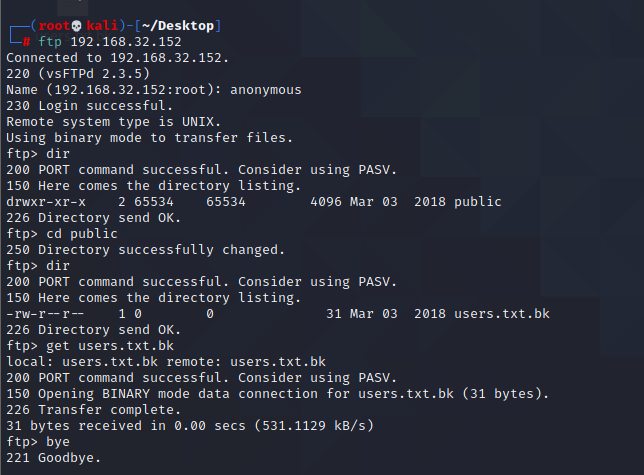 ┌──(root💀kali)-[~/Desktop]
└─# ftp 192.168.32.152
Connected to 192.168.32.152.
220 (vsFTPd 2.3.5)
Name (192.168.32.152:root): anonymous
230 Login successful.
Remote system type is UNIX.
Using binary mode to transfer files.
ftp> dir
200 PORT command successful. Consider using PASV.
150 Here comes the directory listing.
drwxr-xr-x    2 65534    65534        4096 Mar 03  2018 public
226 Directory send OK.
ftp> cd public
250 Directory successfully changed.
ftp> dir
200 PORT command successful. Consider using PASV.
150 Here comes the directory listing.
-rw-r--r--    1 0        0              31 Mar 03  2018 users.txt.bk
226 Directory send OK.
ftp> get users.txt.bk
local: users.txt.bk remote: users.txt.bk
200 PORT command successful. Consider using PASV.
150 Opening BINARY mode data connection for users.txt.bk (31 bytes).
226 Transfer complete.
31 bytes received in 0.00 secs (531.1129 kB/s)
ftp> bye
221 Goodbye.